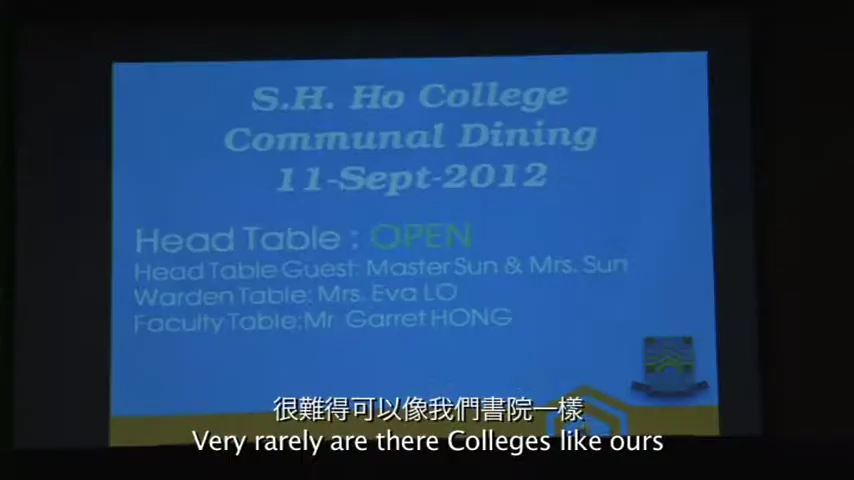 S.H. Ho College
Communal Dining
11-Sept-2012
Head Table : OPEN
Head Table Guest: Master Sun & Mrs. Sun
Warden Table: Mrs. Eva LO
Faculty Table:Mr Garret HONG
很難得可以像我們書院一樣
Very rarely are there Colleges like ours